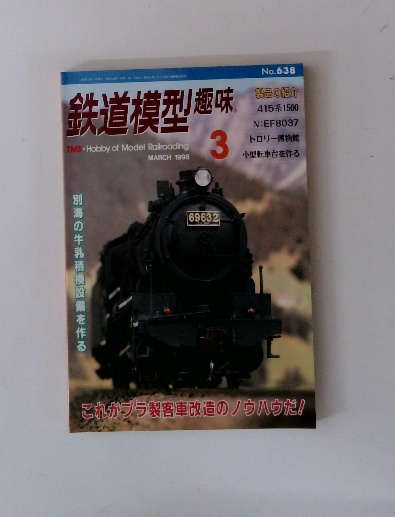 No.638
鉄道模型趣味
TMS・Hobby of Model Railroading
MARCH 1998
3
製品の紹介
415系1500
N:EF8037
トロリー博物館
小型転車台を作る
別海の牛乳積換設備を作る
69632
これがプラ製客車改造のノウハウだ!